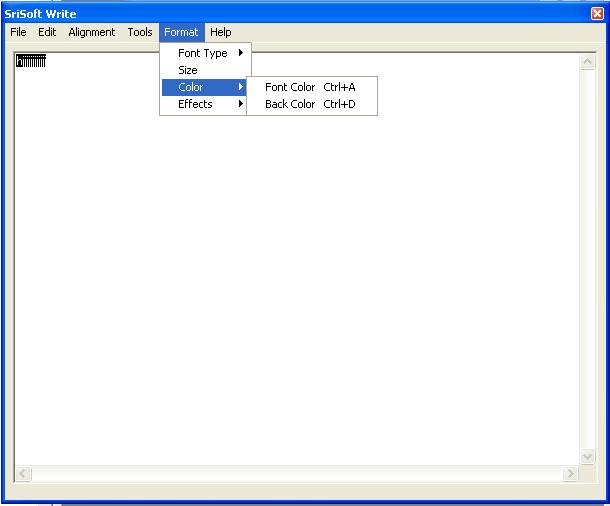 SriSoft Write
File Edit Alignment Tools Format Help
Font Type
Size
Color
Effects
Font Color Ctrl+A
Back Color Ctrl+D